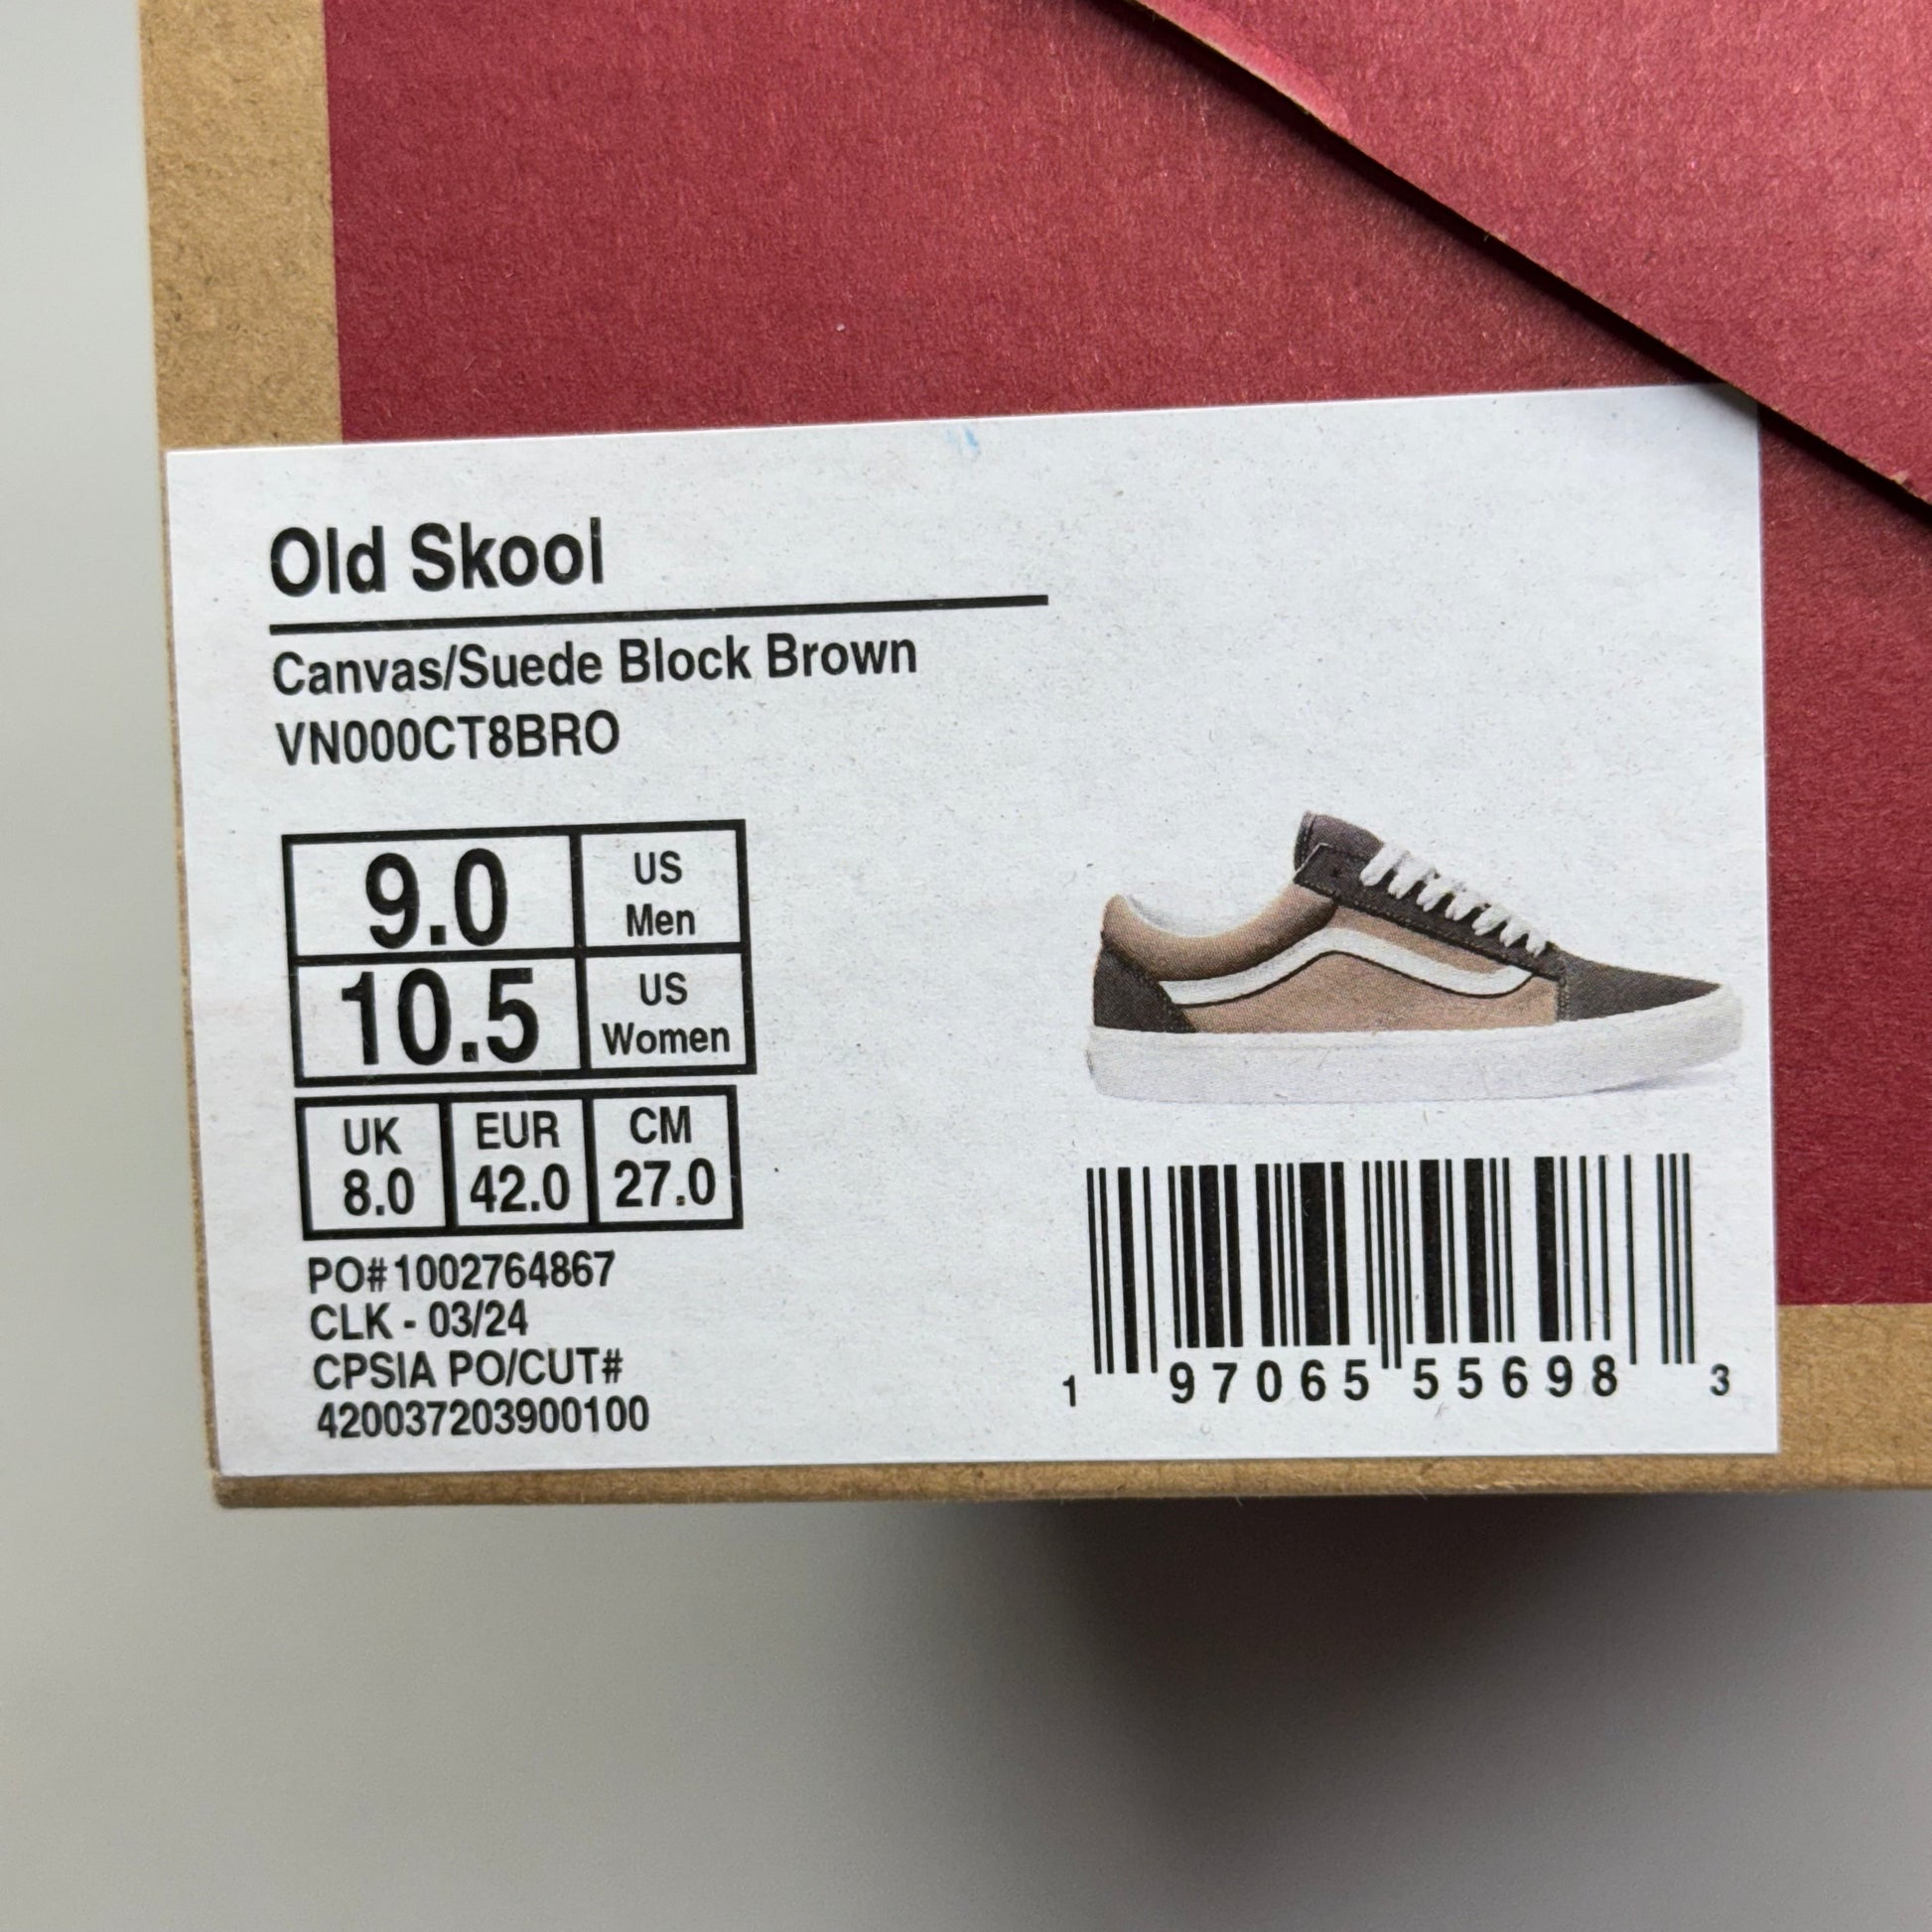 Old Skool
Canvas/Suede Block Brown
VN000CT8BRO
9.0 US Men
10.5 US Women
UK EUR CM
8.0 42.0 27.0
PO#1002764867
CLK - 03/24
CPSIA PO/CUT#
420037203900100
1 97065 55698 3